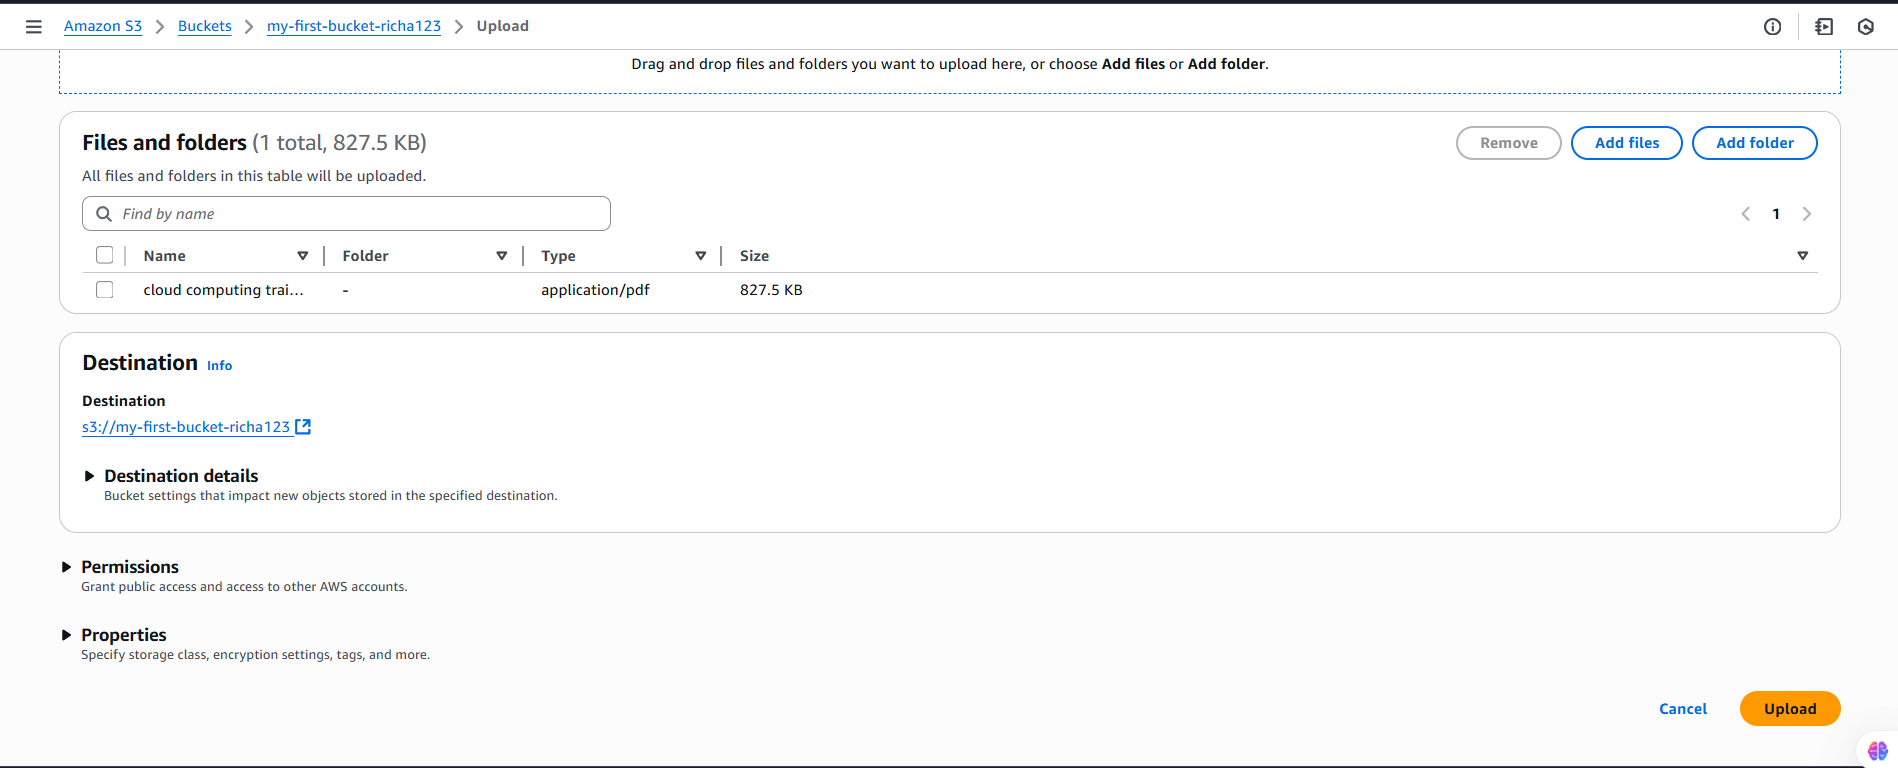 Amazon S3 > Buckets > my-first-bucket-richa123 > Upload
Drag and drop files and folders you want to upload here, or choose Add files or Add folder.
Files and folders (1 total, 827.5 KB)
Remove Add files Add folder
All files and folders in this table will be uploaded.
Find by name
1
Name Folder Type Size
cloud computing trai... - application/pdf 827.5 KB
Destination Info
Destination
s3://my-first-bucket-richa123
Destination details
Bucket settings that impact new objects stored in the specified destination.
Permissions
Grant public access and access to other AWS accounts.
Properties
Specify storage class, encryption settings, tags, and more.
Cancel Upload